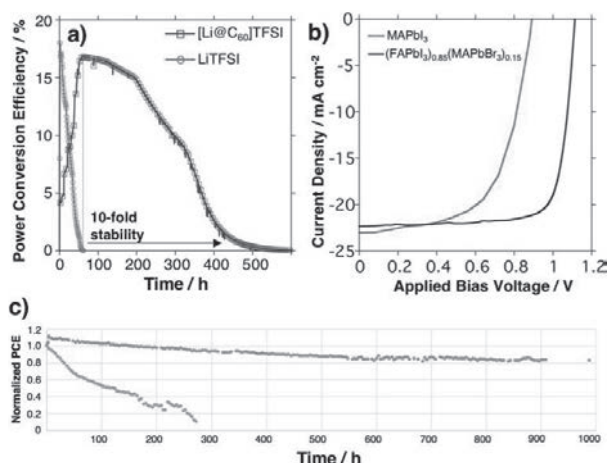 a)
[Li@C60]TFSI
LiTFSI
Power Conversion Efficiency / %
15
10
5
0
10-fold
stability
0 100 200 300 400 500
Time / h
b)
MAPbI3
(FAPbI3)0.85(MAPbBr3)0.15
Current Density / mA cm-2
0
-5
-10
-15
-20
-25
0 0.2 0.4 0.6 0.8 1 1.2
Applied Bias Voltage / V
c)
Normalized PCE
1.2
1.0
0.8
0.6
0.4
0.2
0
100 200 300 400 500 600 700 800 900 1000
Time / h